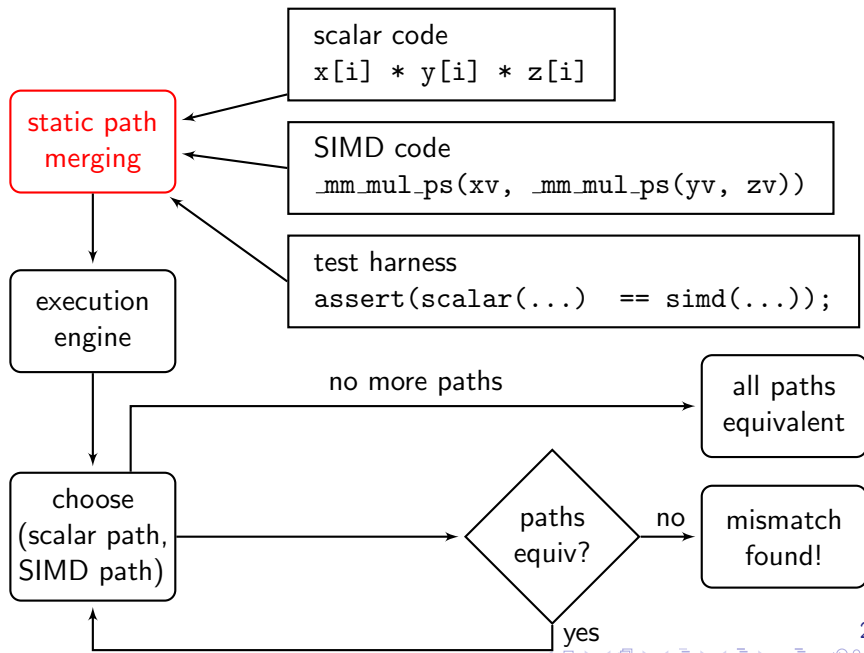 scalar code
x[i] * y[i] * z[i]
static path
merging
SIMD code
_mm_mul_ps(xv, _mm_mul_ps(yv, zv))
test harness
assert(scalar(...) == simd(...));
execution
engine
no more paths
all paths
equivalent
choose
(scalar path,
SIMD path)
paths
equiv?
no
mismatch
found!
yes